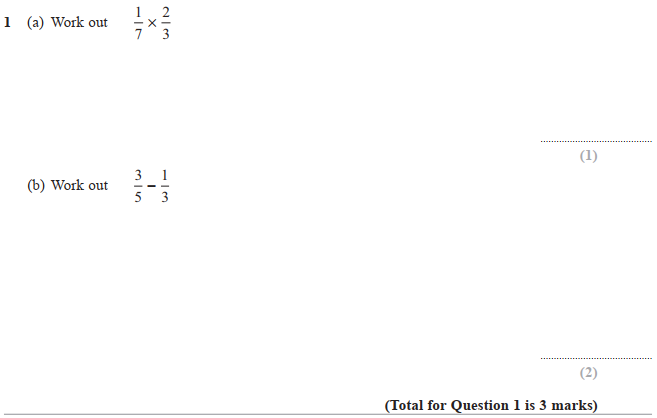 1 (a) Work out 1/7 × 2/3
(1)
(b) Work out 3/5 − 1/3
(2)
(Total for Question 1 is 3 marks)